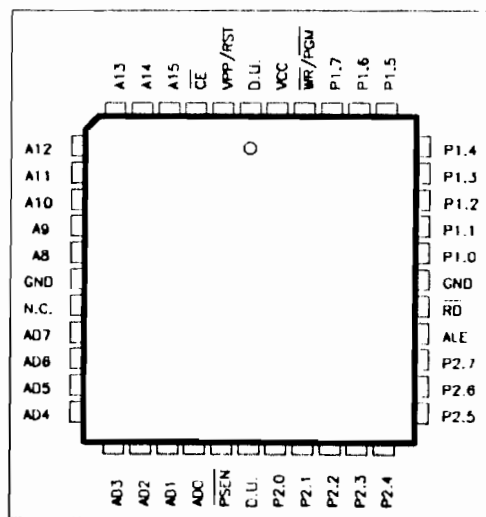 A13
A14
A15
CE
VPP/RST
D.U.
VCC
WR/PGM
P1.7
P1.6
P1.5
A12
A11
A10
A9
A8
GND
N.C.
AD7
AD6
AD5
AD4
P1.4
P1.3
P1.2
P1.1
P1.0
GND
RD
ALE
P2.7
P2.6
P2.5
AD3
AD2
AD1
AD0
PSEN
D.U.
P2.0
P2.1
P2.2
P2.3
P2.4